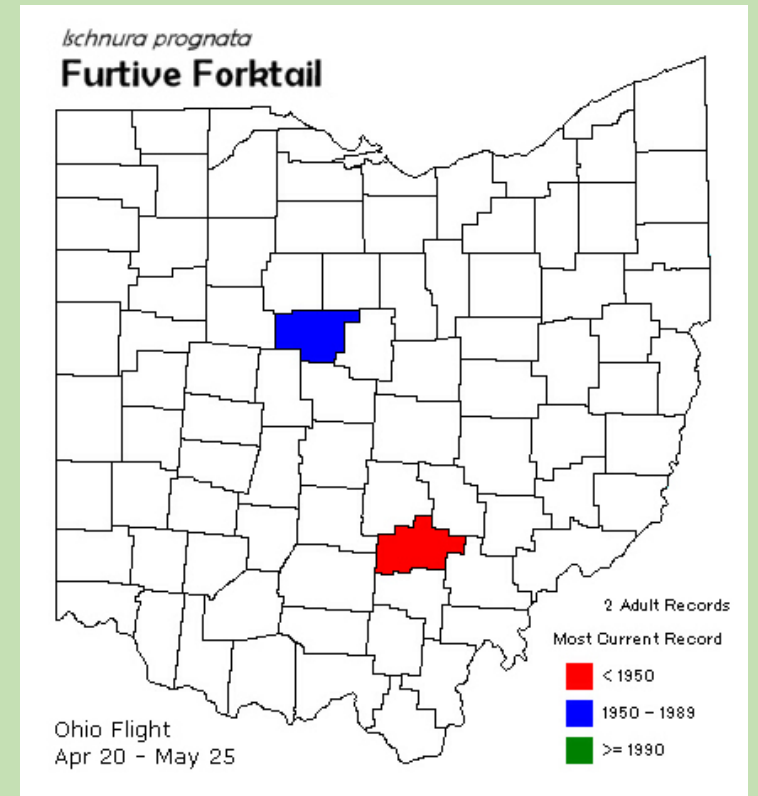 Ischnura prognata
Furtive Forktail
2 Adult Records
Most Current Record
< 1950
1950 - 1989
>= 1990
Ohio Flight
Apr 20 - May 25